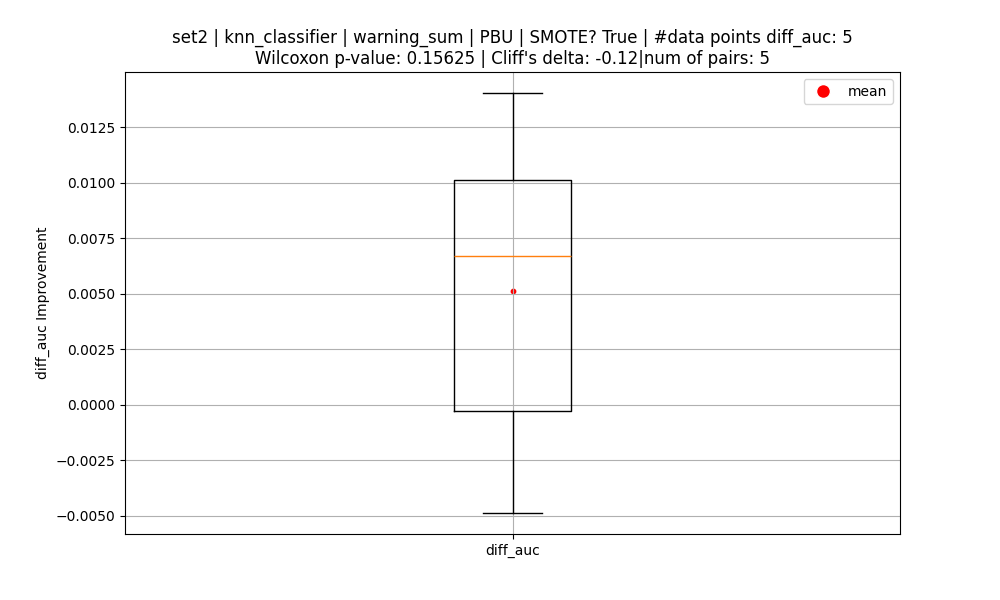 set2 | knn_classifier | warning_sum | PBU | SMOTE? True | #data points diff_auc: 5
Wilcoxon p-value: 0.15625 | Cliff's delta: -0.12|num of pairs: 5
mean
0.0125
0.0100
0.0075
0.0050
0.0025
0.0000
−0.0025
−0.0050
diff_auc Improvement
diff_auc